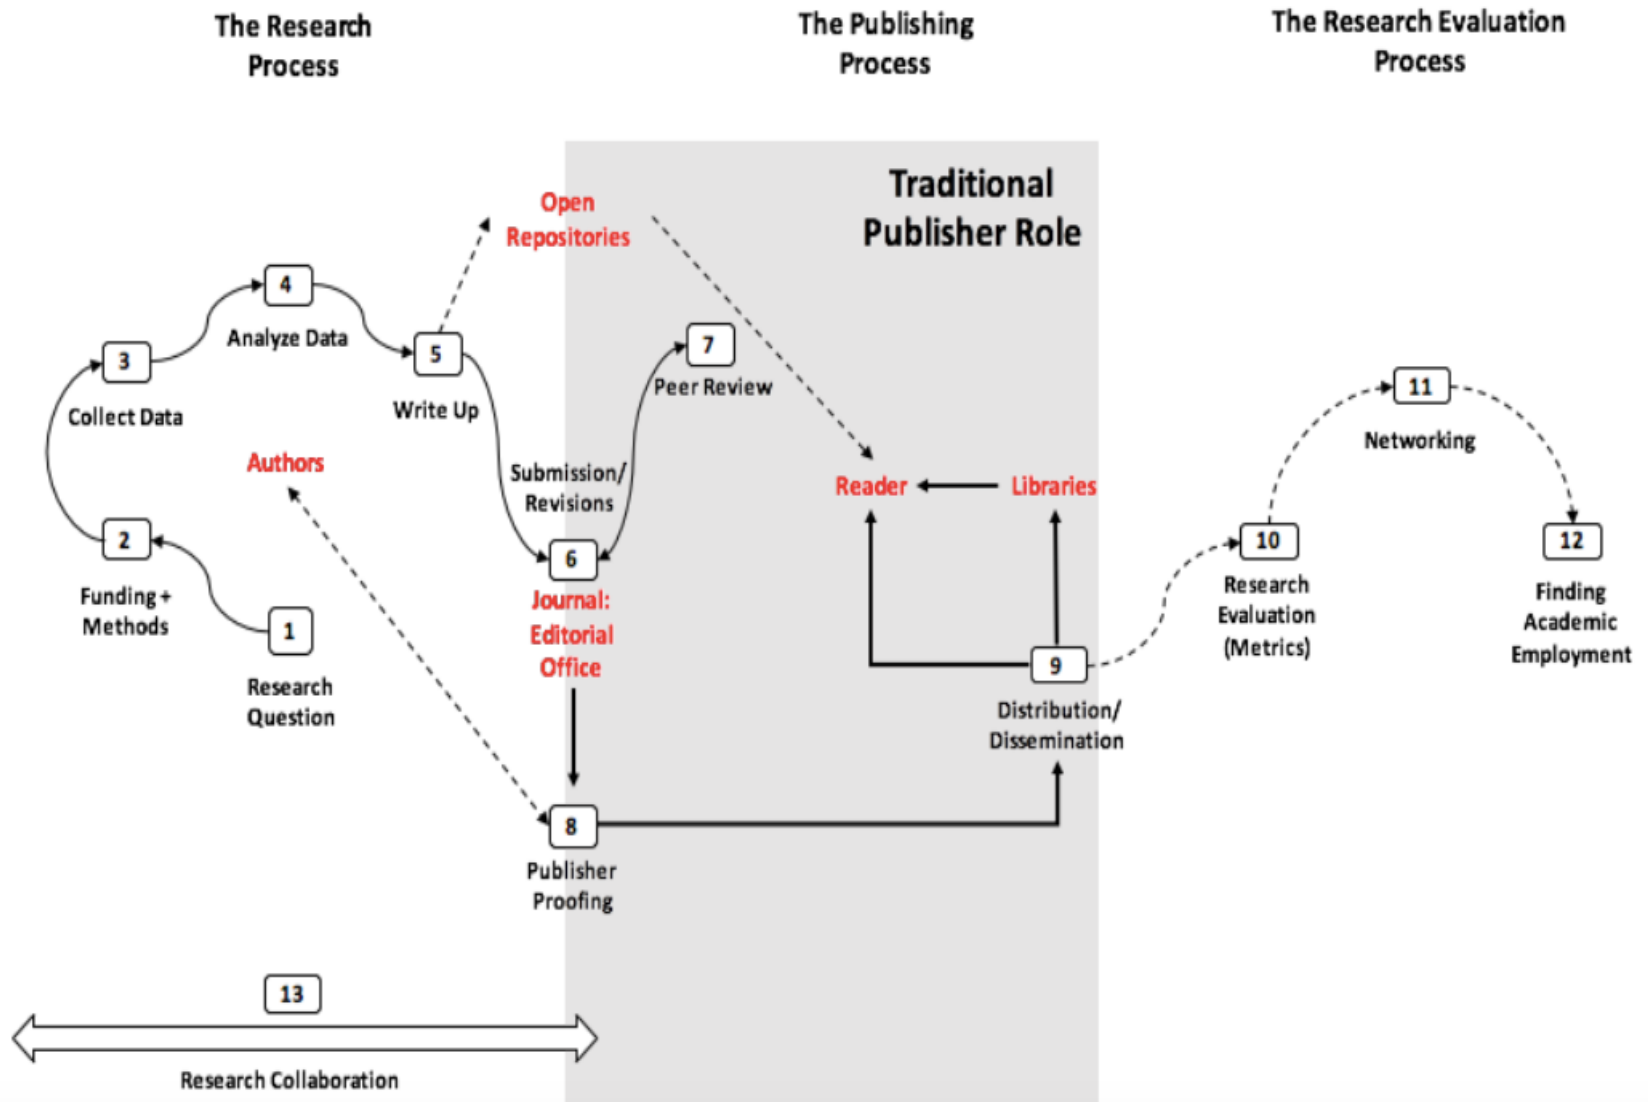 The Research
Process
The Publishing
Process
The Research Evaluation
Process
Traditional
Publisher Role
Open
Repositories
4
Analyze Data
3
Collect Data
5
Write Up
7
Peer Review
11
Networking
Authors
Submission/
Revisions
Reader
Libraries
2
Funding +
Methods
6
Journal:
Editorial
Office
10
Research
Evaluation
(Metrics)
12
Finding
Academic
Employment
1
Research
Question
9
Distribution/
Dissemination
8
Publisher
Proofing
13
Research Collaboration